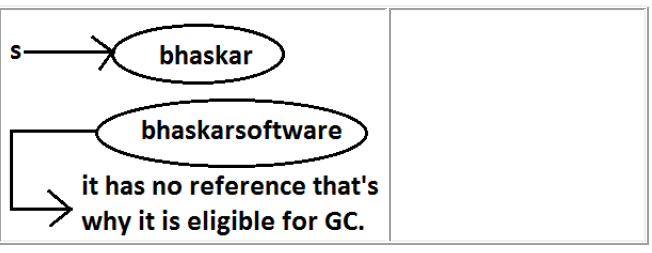 s
bhaskar
bhaskarsoftware
it has no reference that's
why it is eligible for GC.